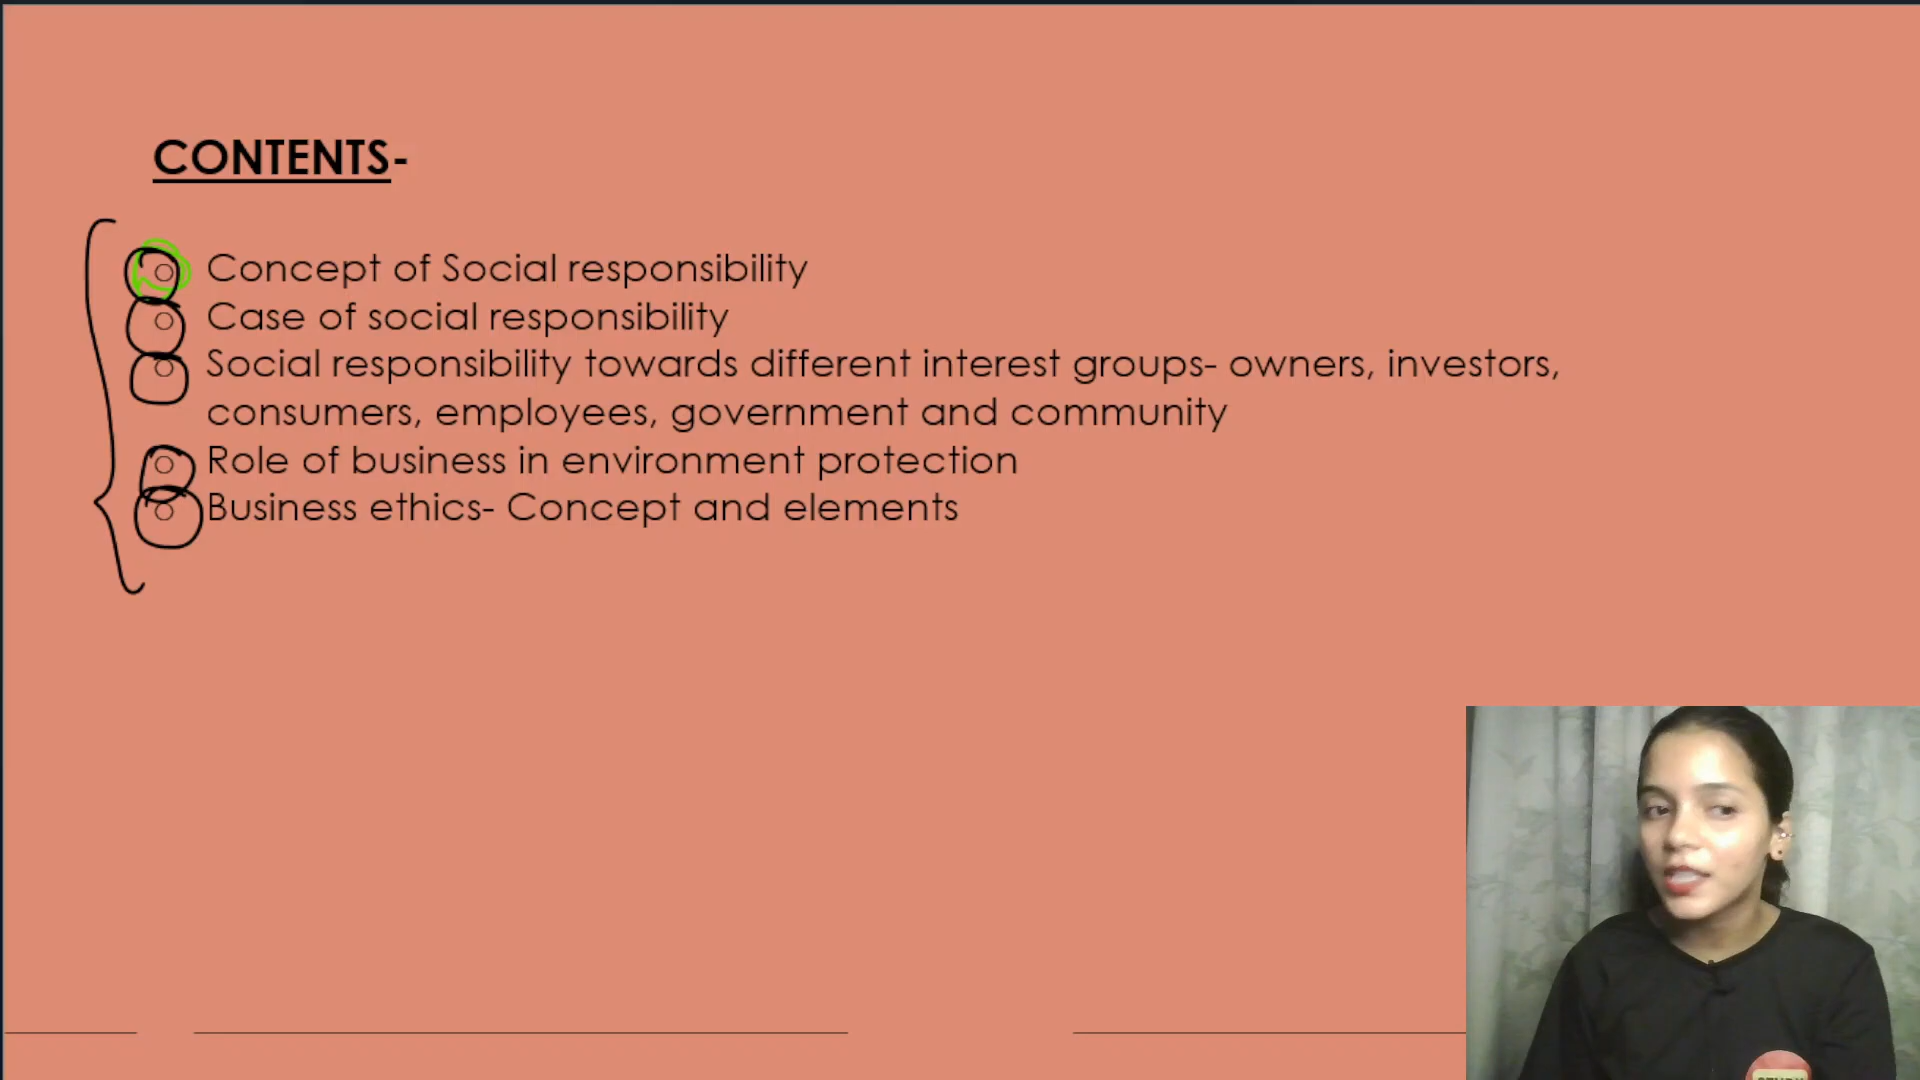 CONTENTS-
Concept of Social responsibility
Case of social responsibility
Social responsibility towards different interest groups- owners, investors,
consumers, employees, government and community
Role of business in environment protection
Business ethics- Concept and elements